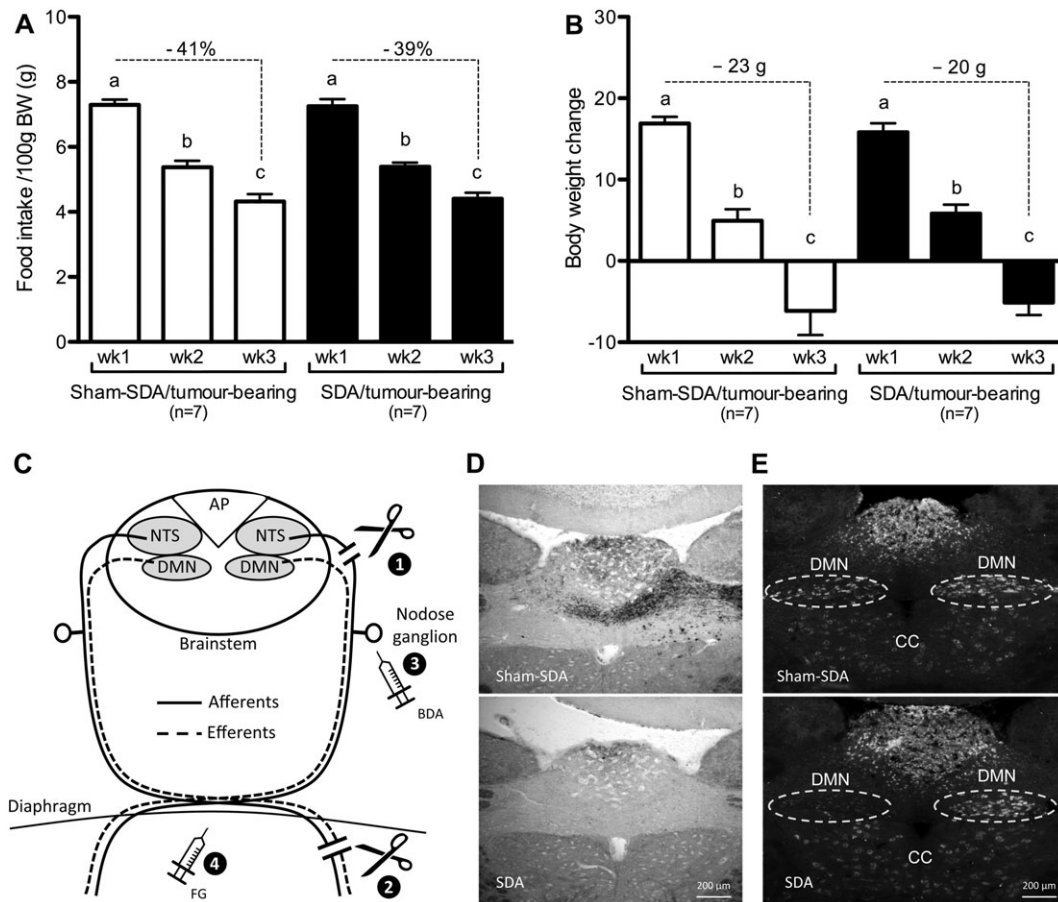 A
Food intake /100g BW (g)
10
8
6
4
2
0
- 41%
- 39%
a
b
c
a
b
c
wk1 wk2 wk3 wk1 wk2 wk3
Sham-SDA/tumour-bearing
(n=7)
SDA/tumour-bearing
(n=7)
B
Body weight change
30
20
10
0
-10
– 23 g
– 20 g
a
b
c
a
b
c
wk1 wk2 wk3 wk1 wk2 wk3
Sham-SDA/tumour-bearing
(n=7)
SDA/tumour-bearing
(n=7)
C
AP
NTS NTS
DMN DMN
1
Brainstem
Nodose
ganglion
3
BDA
Afferents
Efferents
Diaphragm
4
FG
2
D
Sham-SDA
SDA
200 µm
E
DMN DMN
CC
Sham-SDA
DMN DMN
CC
SDA
200 µm